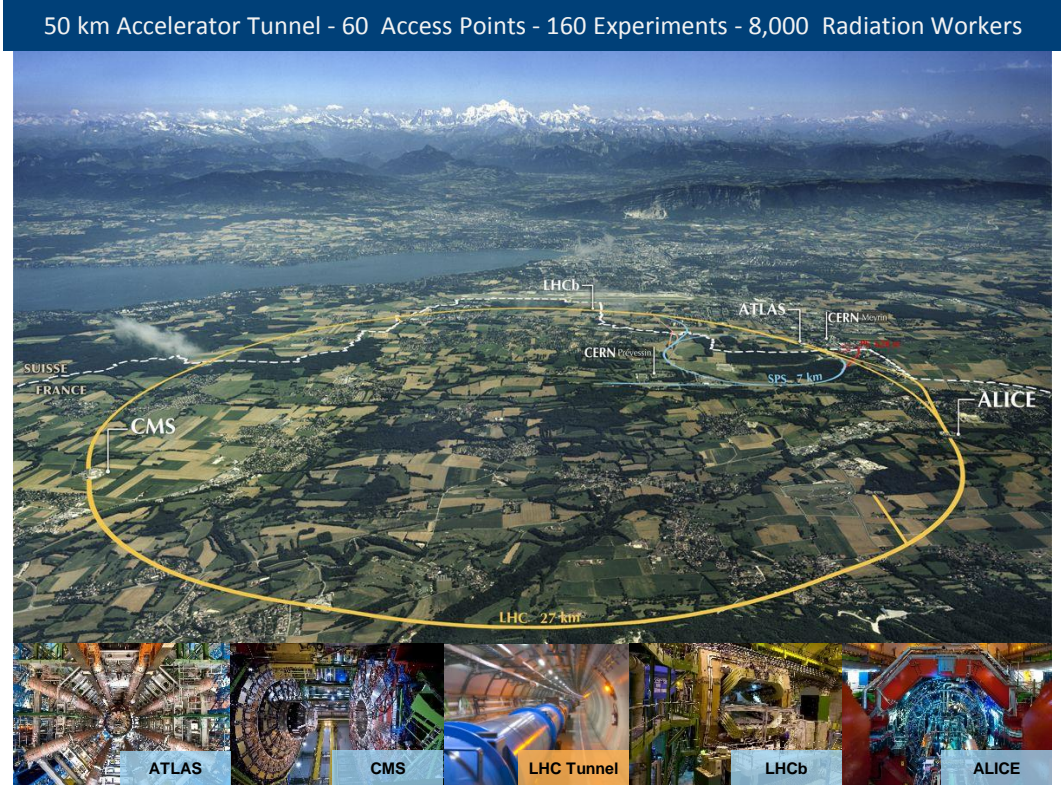 50 km Accelerator Tunnel - 60 Access Points - 160 Experiments - 8,000 Radiation Workers
LHCb
ATLAS
CERN Meyrin
CERN Prévessin
SPS 7 km
SUISSE
FRANCE
CMS
ALICE
LHC 27 km
ATLAS
CMS
LHC Tunnel
LHCb
ALICE